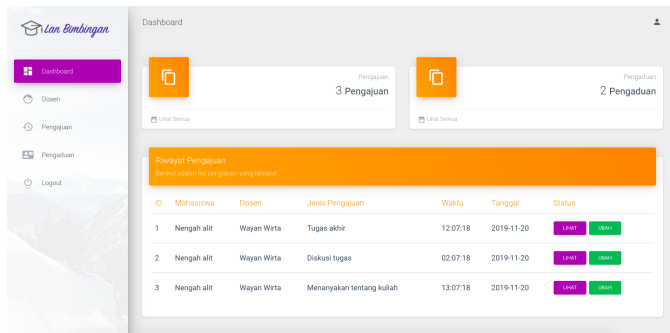 Lan Bimbingan
Dashboard
Dosen
Pengajuan
Pengaduan
Logout
Dashboard
Pengajuan
3 Pengajuan
Lihat Semua
Pengaduan
2 Pengaduan
Lihat Semua
Riwayat Pengajuan
Berikut adalah list pengajuan yang tercatat
ID Mahasiswa Dosen Jenis Pengajuan Waktu Tanggal Status
1 Nengah alit Wayan Wirta Tugas akhir 12:07:18 2019-11-20 LIHAT UBAH
2 Nengah alit Wayan Wirta Diskusi tugas 02:07:18 2019-11-20 LIHAT UBAH
3 Nengah alit Wayan Wirta Menanyakan tentang kuliah 13:07:18 2019-11-20 LIHAT UBAH